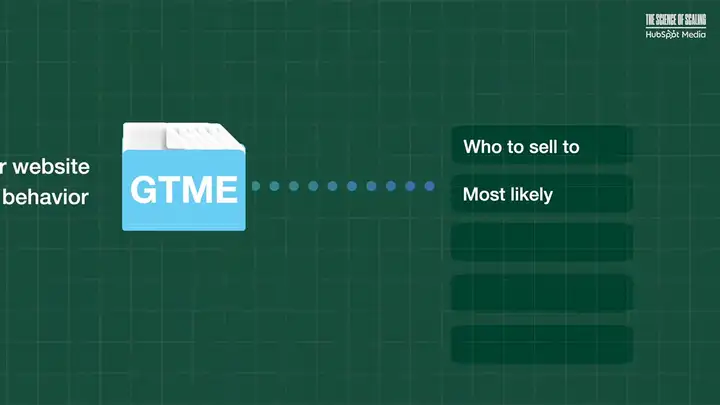 THE SCIENCE OF SCALING
HubSpot Media
r website
behavior
GTME
Who to sell to
Most likely